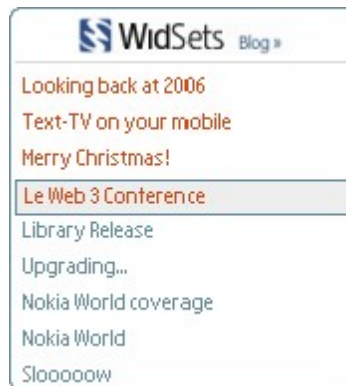 WidSets Blog »
Looking back at 2006
Text-TV on your mobile
Merry Christmas!
Le Web 3 Conference
Library Release
Upgrading...
Nokia World coverage
Nokia World
Slooooow